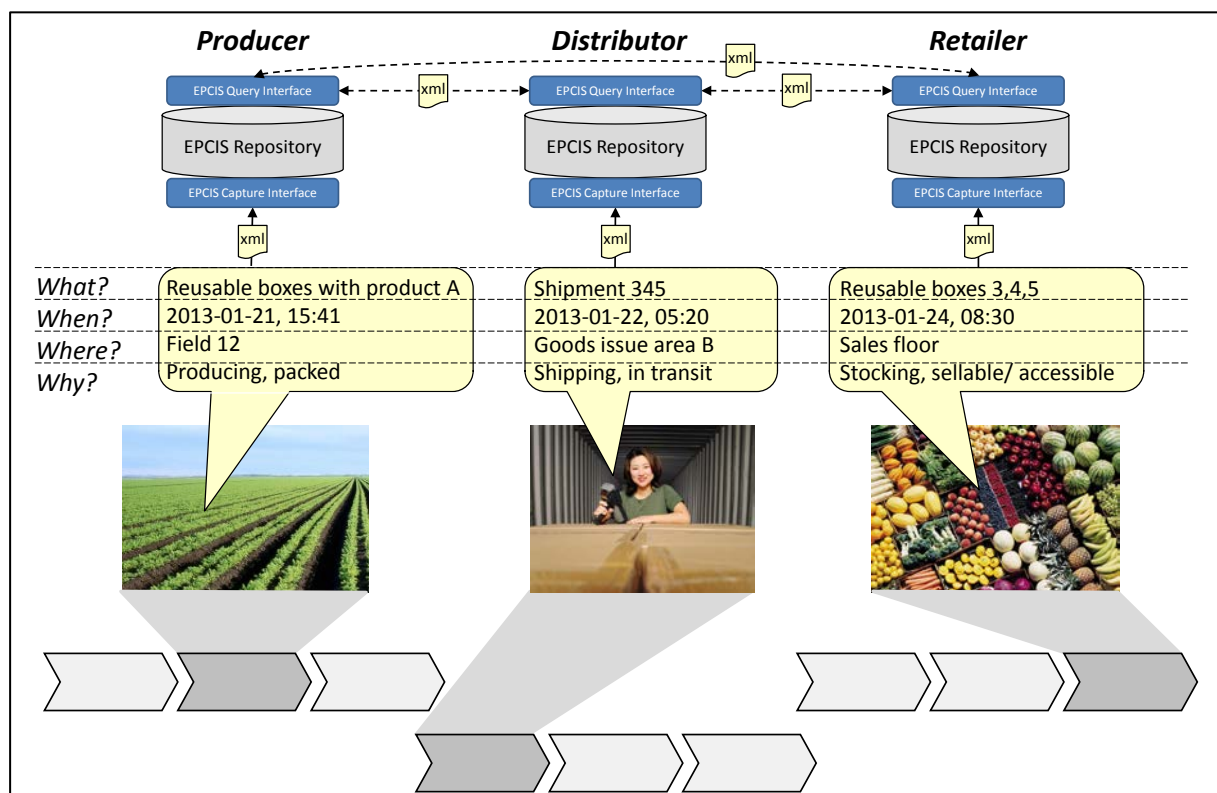 Producer
Distributor
Retailer
xml
EPCIS Query Interface
xml
EPCIS Query Interface
xml
EPCIS Query Interface
EPCIS Repository
EPCIS Repository
EPCIS Repository
EPCIS Capture Interface
EPCIS Capture Interface
EPCIS Capture Interface
xml
xml
xml
What?
Reusable boxes with product A
Shipment 345
Reusable boxes 3,4,5
When?
2013-01-21, 15:41
2013-01-22, 05:20
2013-01-24, 08:30
Where?
Field 12
Goods issue area B
Sales floor
Why?
Producing, packed
Shipping, in transit
Stocking, sellable/ accessible